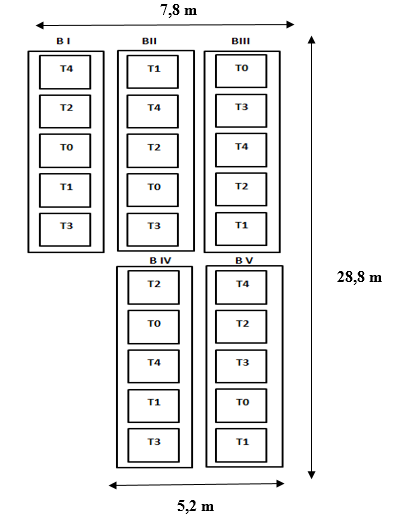 7,8 m
B I BII BIII
T4 T1 T0
T2 T4 T3
T0 T2 T4
T1 T0 T2
T3 T3 T1
B IV B V
T2 T4
T0 T2
28,8 m
T4 T3
T1 T0
T3 T1
5,2 m